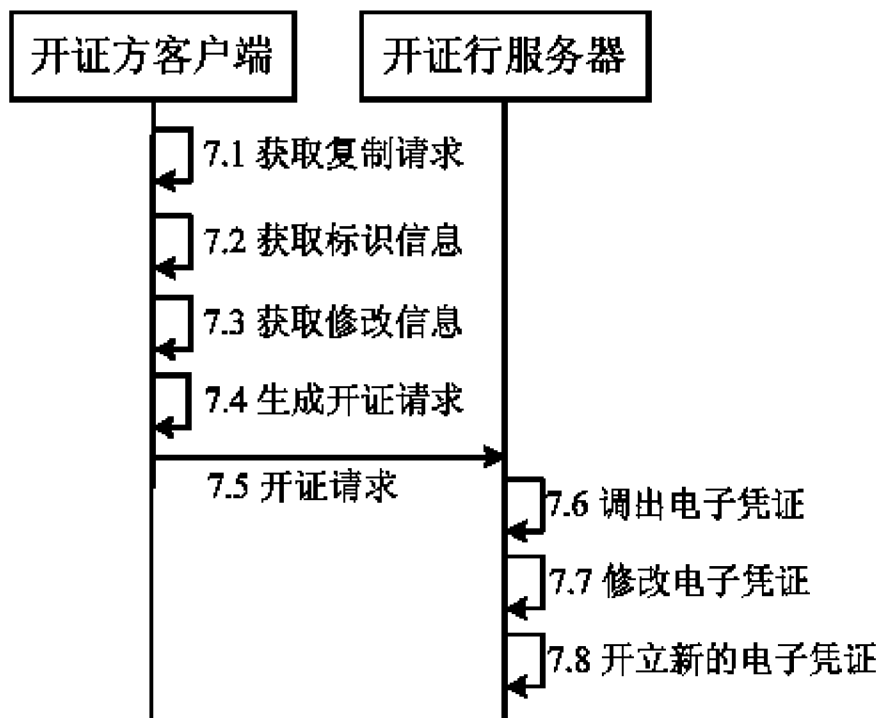 开证方客户端
开证行服务器
7.1 获取复制请求
7.2 获取标识信息
7.3 获取修改信息
7.4 生成开证请求
7.5 开证请求
7.6 调出电子凭证
7.7 修改电子凭证
7.8 开立新的电子凭证